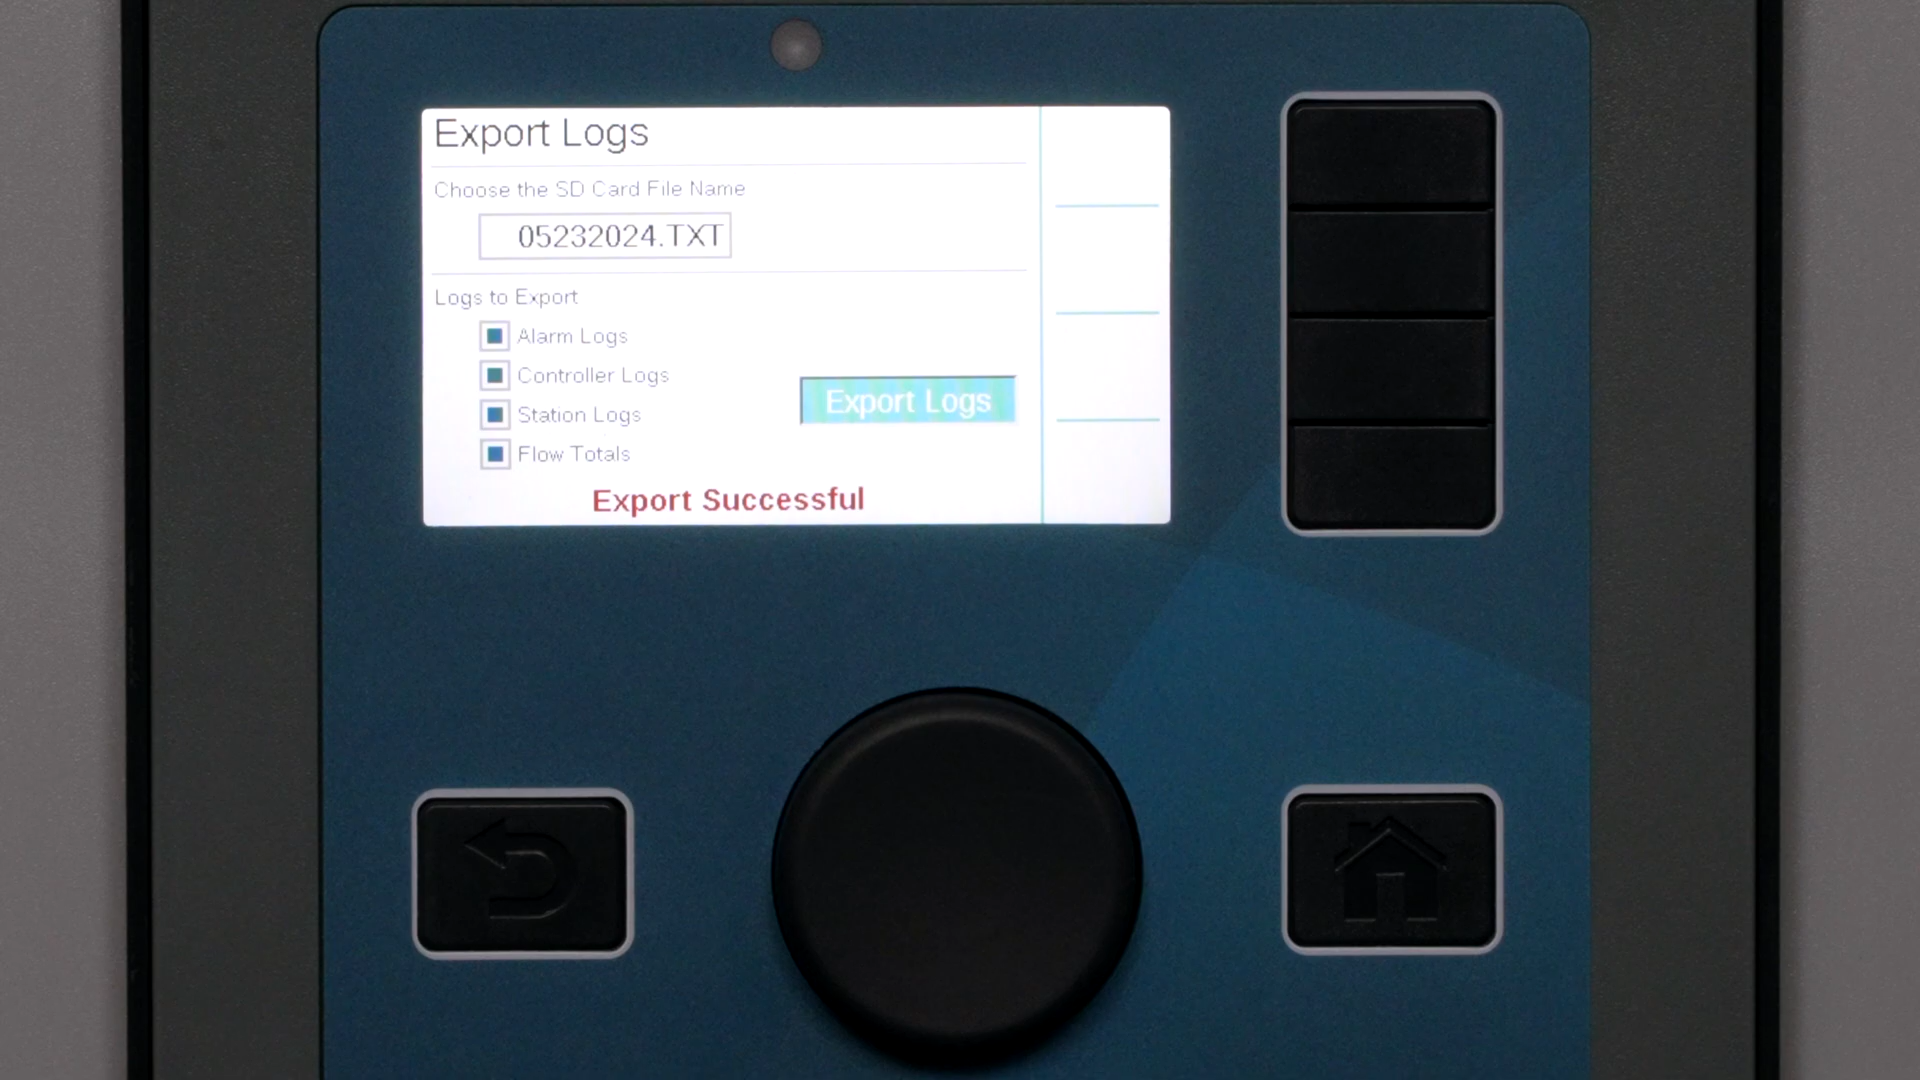 Export Logs
Choose the SD Card File Name
05232024.TXT
Logs to Export
Alarm Logs
Controller Logs
Station Logs
Flow Totals
Export Logs
Export Successful